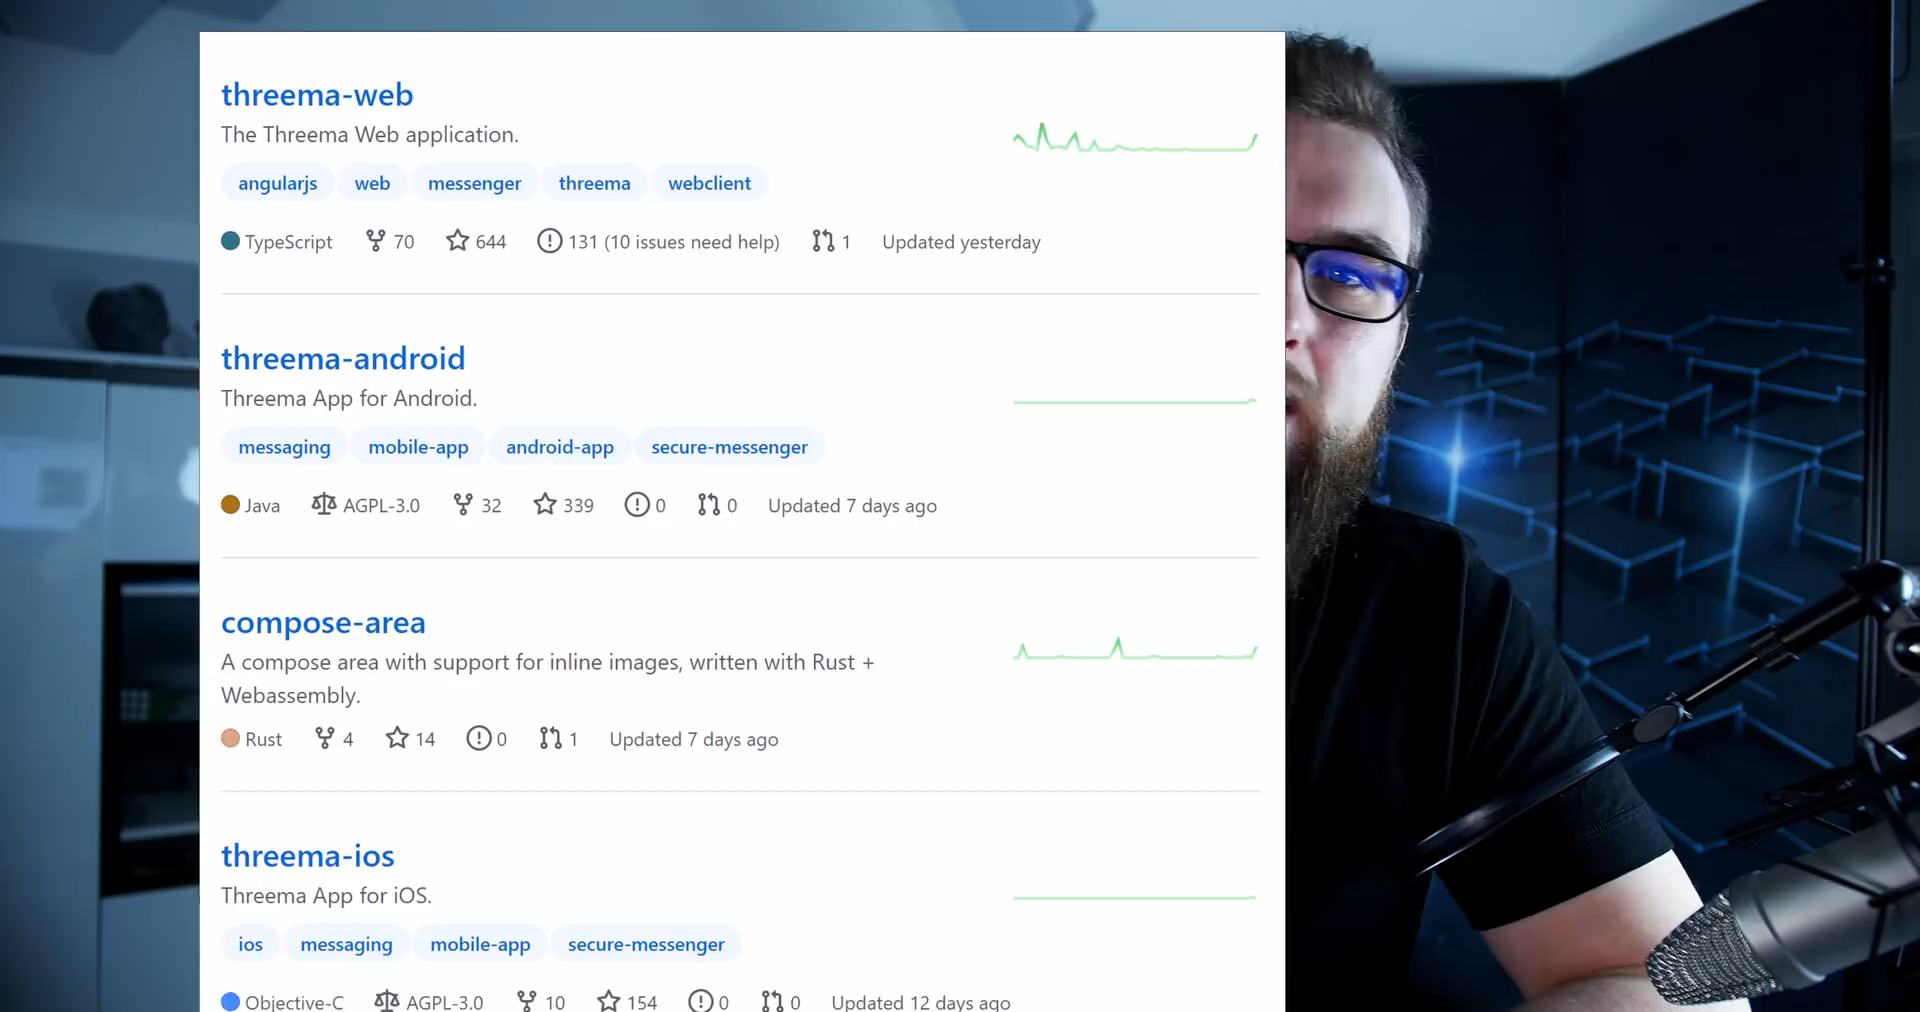 threema-web
The Threema Web application.
angularjs web messenger threema webclient
TypeScript 70 644 131 (10 issues need help) 1 Updated yesterday
threema-android
Threema App for Android.
messaging mobile-app android-app secure-messenger
Java AGPL-3.0 32 339 0 0 Updated 7 days ago
compose-area
A compose area with support for inline images, written with Rust +
Webassembly.
Rust 4 14 0 1 Updated 7 days ago
threema-ios
Threema App for iOS.
ios messaging mobile-app secure-messenger
Objective-C AGPL-3.0 10 154 0 0 Updated 12 days ago